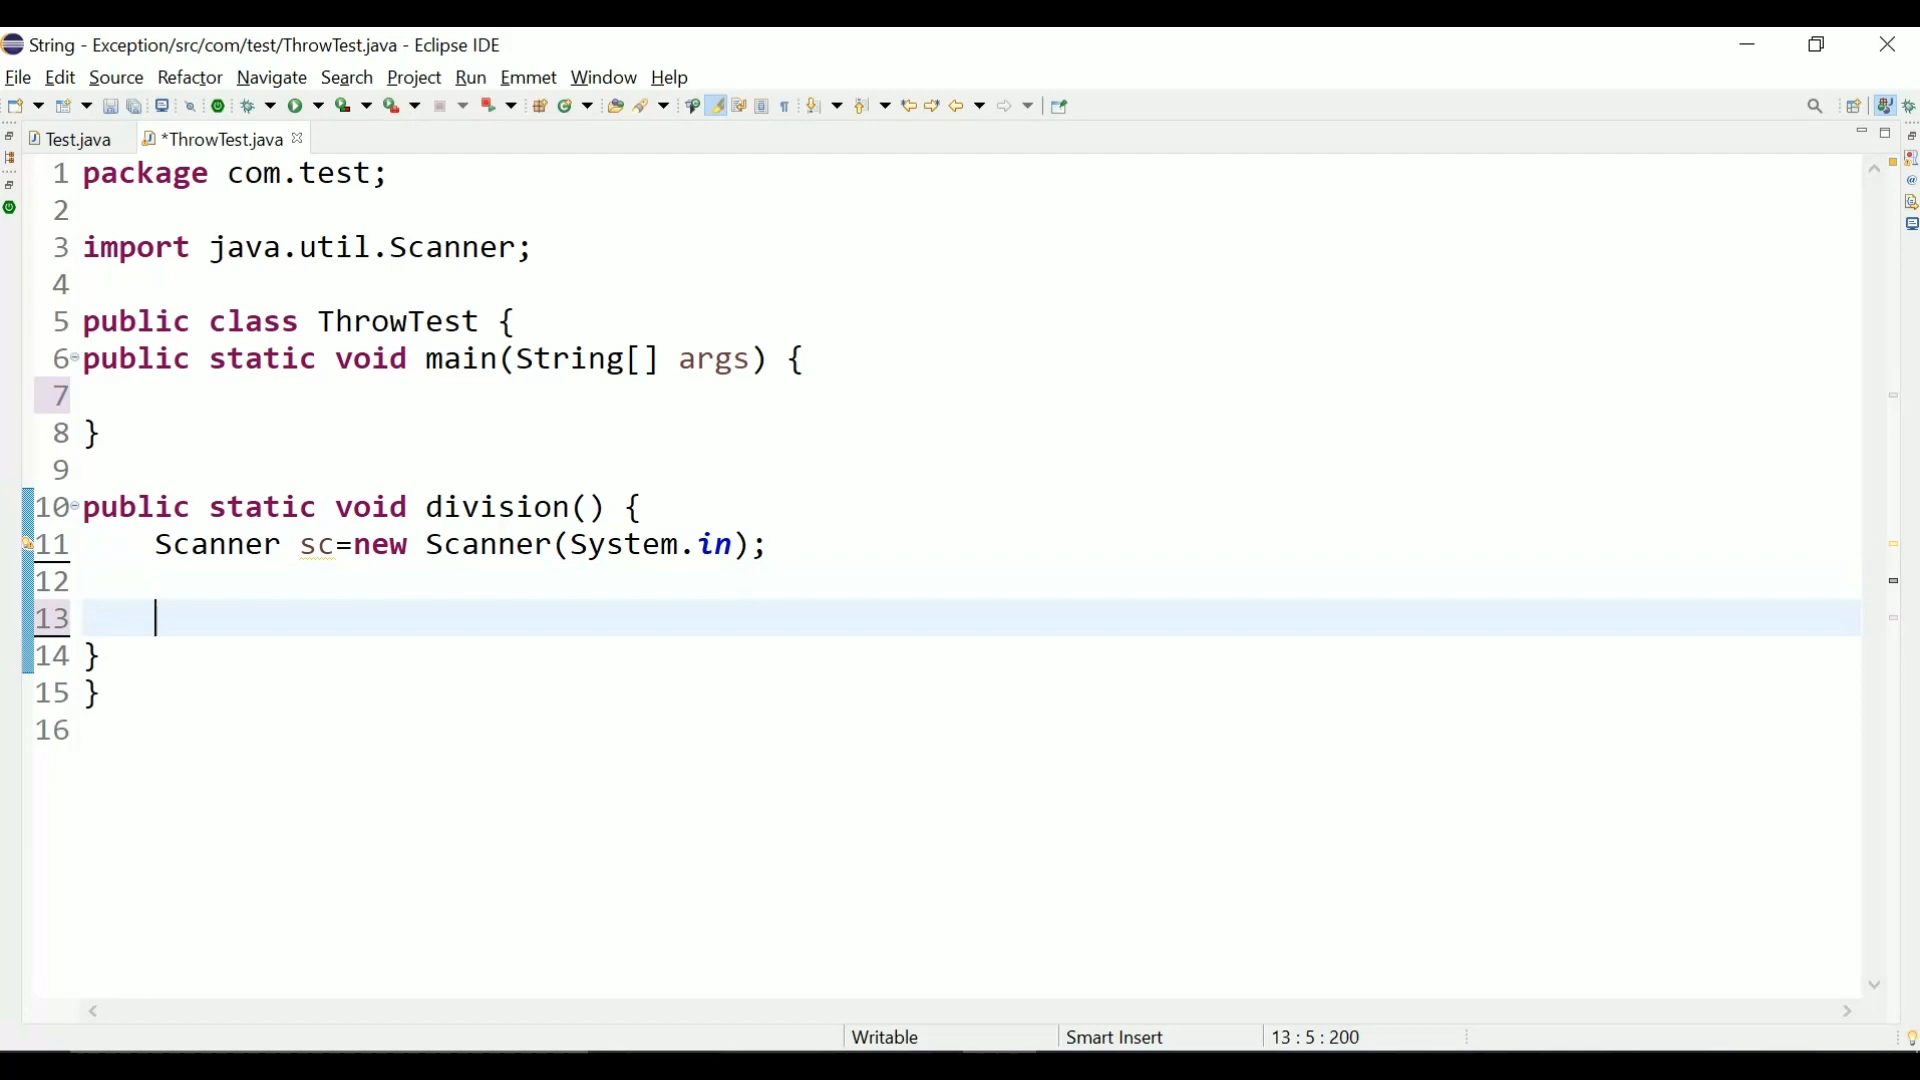 String - Exception/src/com/test/ThrowTest.java - Eclipse IDE
File Edit Source Refactor Navigate Search Project Run Emmet Window Help
Test.java *ThrowTest.java
1 package com.test;
2
3 import java.util.Scanner;
4
5 public class ThrowTest {
6 public static void main(String[] args) {
7
8 }
9
10 public static void division() {
11 Scanner sc=new Scanner(System.in);
12
13
14 }
15 }
16
Writable Smart Insert 13 : 5 : 200